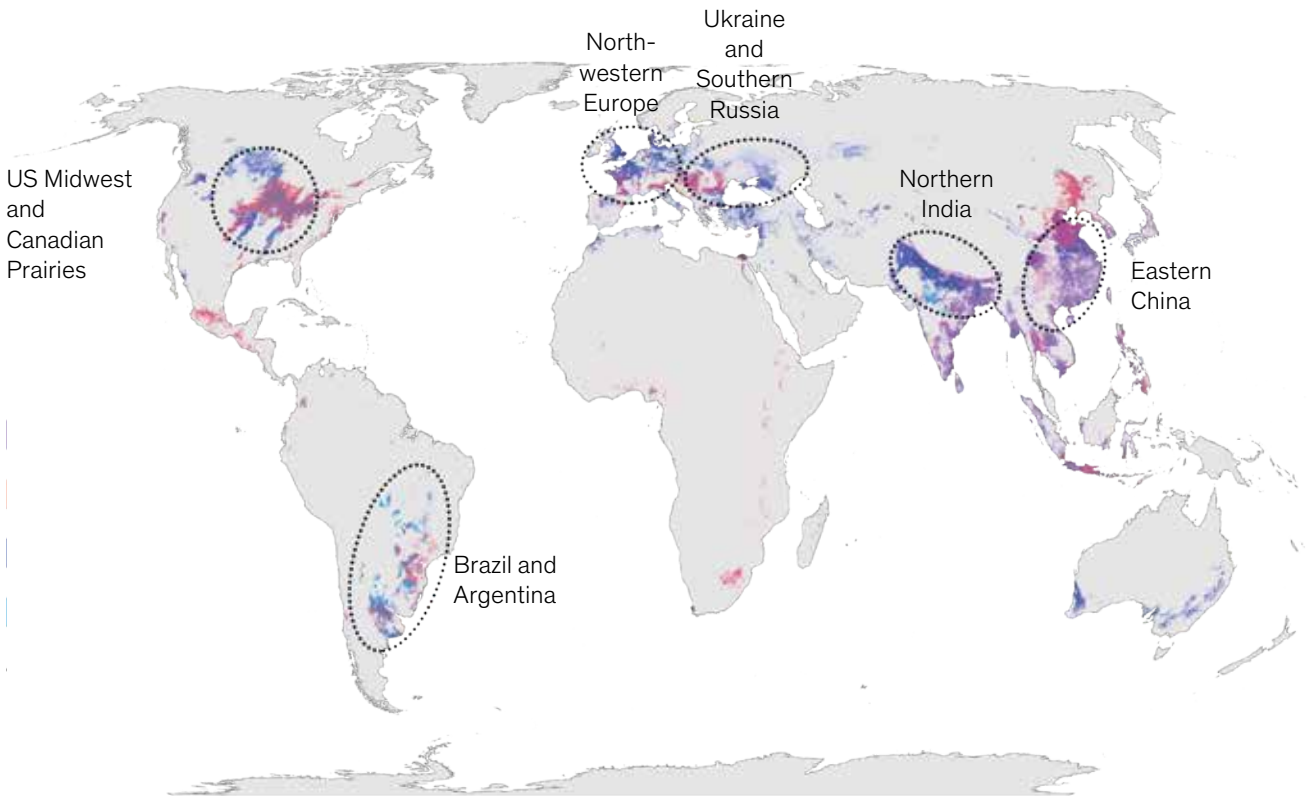 North-
western
Europe
Ukraine
and
Southern
Russia
US Midwest
and
Canadian
Prairies
Northern
India
Eastern
China
Brazil and
Argentina